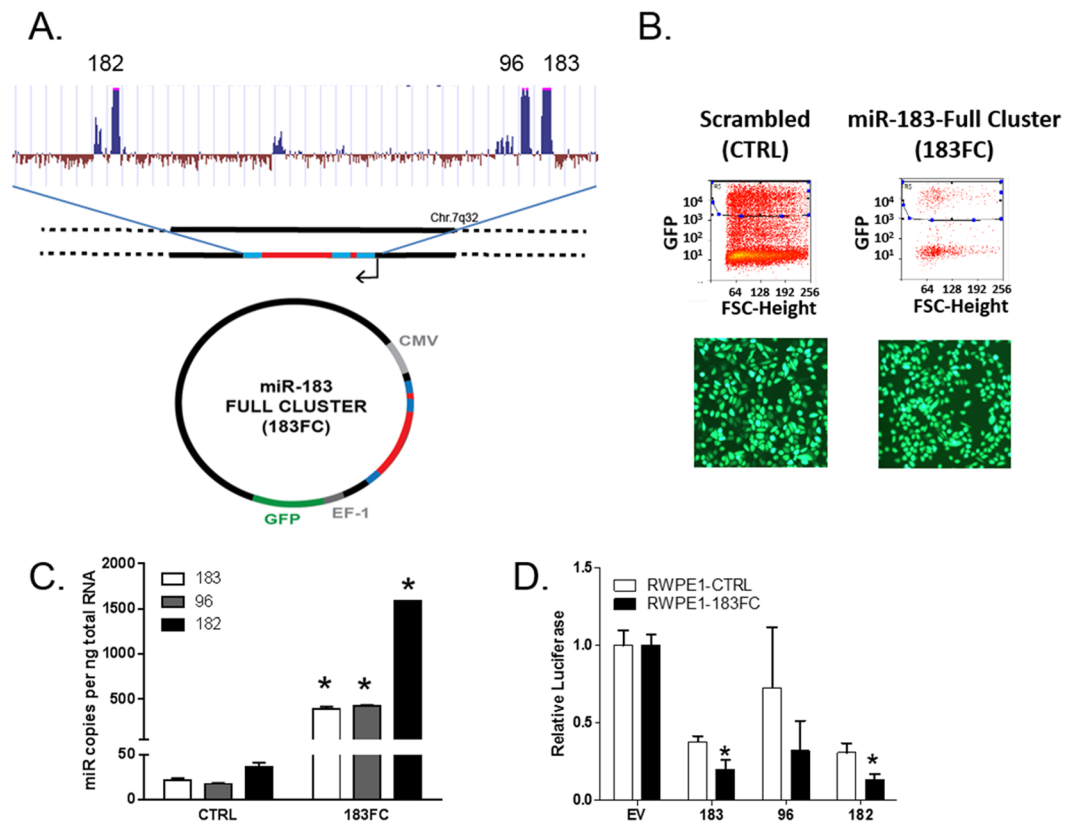 A.
182
96
183
Chr.7q32
CMV
miR-183
FULL CLUSTER
(183FC)
GFP
EF-1
B.
Scrambled
(CTRL)
miR-183-Full Cluster
(183FC)
GFP
10⁴
10³
10²
10¹
R5
64
128
192
256
FSC-Height
GFP
10⁴
10³
10²
10¹
R5
64
128
192
256
FSC-Height
C.
miR copies per ng total RNA
2000
1500
1000
500
50
0
183
96
182
*
*
*
CTRL
183FC
D.
Relative Luciferase
1.5
1.0
0.5
0.0
RWPE1-CTRL
RWPE1-183FC
*
*
EV
183
96
182